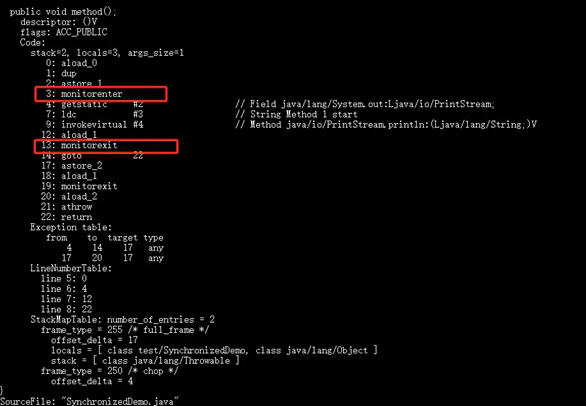 public void method();
descriptor: ()V
flags: ACC_PUBLIC
Code:
stack=2, locals=3, args_size=1
0: aload_0
1: dup
2: astore_1
3: monitorenter
4: getstatic #2 // Field java/lang/System.out:Ljava/io/PrintStream;
7: ldc #3 // String Method 1 start
9: invokevirtual #4 // Method java/io/PrintStream.println:(Ljava/lang/String;)V
12: aload_1
13: monitorexit
14: goto 22
17: astore_2
18: aload_1
19: monitorexit
20: aload_2
21: athrow
22: return
Exception table:
from to target type
4 14 17 any
17 20 17 any
LineNumberTable:
line 5: 0
line 6: 4
line 7: 12
line 8: 22
StackMapTable: number_of_entries = 2
frame_type = 255 /* full_frame */
offset_delta = 17
locals = [ class test/SynchronizedDemo, class java/lang/Object ]
stack = [ class java/lang/Throwable ]
frame_type = 250 /* chop */
offset_delta = 4
}
SourceFile: "SynchronizedDemo.java"